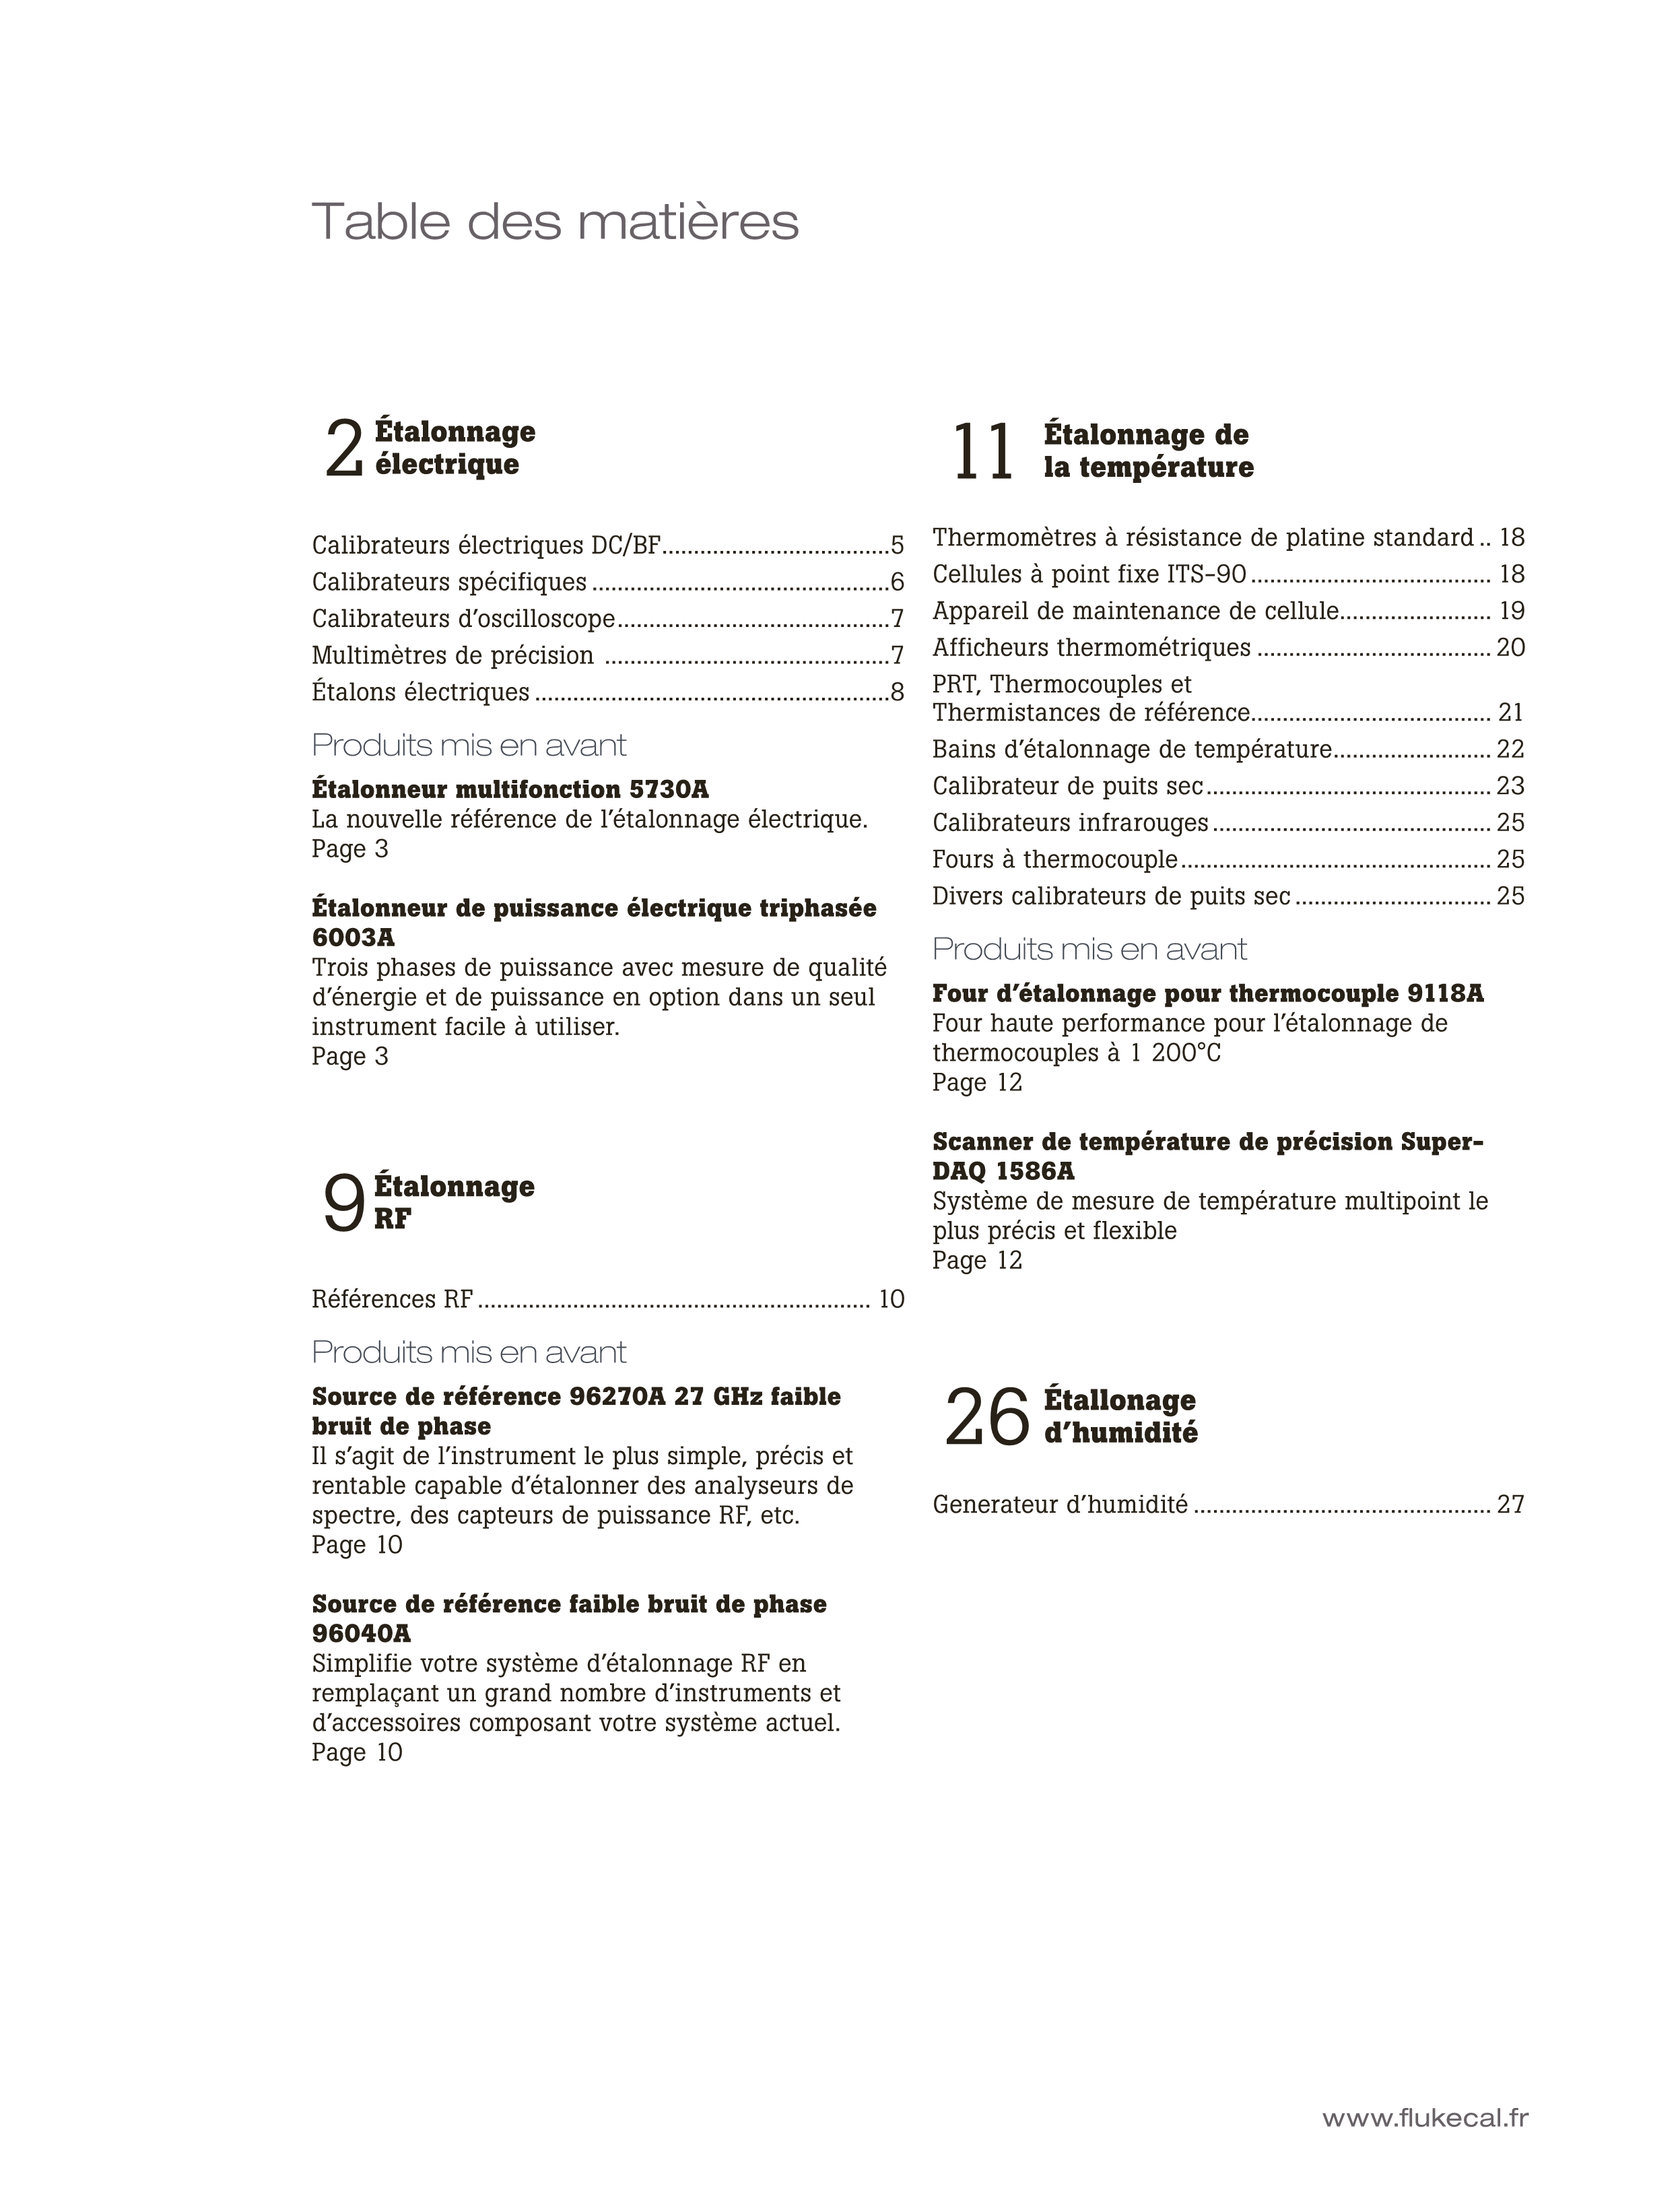 Table des matières
2 Étalonnage
électrique
Calibrateurs électriques DC/BF....................................5
Calibrateurs spécifiques ...............................................6
Calibrateurs d’oscilloscope...........................................7
Multimètres de précision .............................................7
Étalons électriques ........................................................8
Produits mis en avant
Étalonneur multifonction 5730A
La nouvelle référence de l’étalonnage électrique.
Page 3
Étalonneur de puissance électrique triphasée
6003A
Trois phases de puissance avec mesure de qualité
d’énergie et de puissance en option dans un seul
instrument facile à utiliser.
Page 3
9 Étalonnage
RF
Références RF .............................................................. 10
Produits mis en avant
Source de référence 96270A 27 GHz faible
bruit de phase
Il s’agit de l’instrument le plus simple, précis et
rentable capable d’étalonner des analyseurs de
spectre, des capteurs de puissance RF, etc.
Page 10
Source de référence faible bruit de phase
96040A
Simplifie votre système d’étalonnage RF en
remplaçant un grand nombre d’instruments et
d’accessoires composant votre système actuel.
Page 10
11 Étalonnage de
la température
Thermomètres à résistance de platine standard .. 18
Cellules à point fixe ITS-90 ...................................... 18
Appareil de maintenance de cellule........................ 19
Afficheurs thermométriques ..................................... 20
PRT, Thermocouples et
Thermistances de référence...................................... 21
Bains d’étalonnage de température......................... 22
Calibrateur de puits sec ............................................. 23
Calibrateurs infrarouges ............................................ 25
Fours à thermocouple ................................................. 25
Divers calibrateurs de puits sec ............................... 25
Produits mis en avant
Four d’étalonnage pour thermocouple 9118A
Four haute performance pour l’étalonnage de
thermocouples à 1 200°C
Page 12
Scanner de température de précision Super-
DAQ 1586A
Système de mesure de température multipoint le
plus précis et flexible
Page 12
26 Étallonage
d’humidité
Generateur d’humidité ............................................... 27
www.flukecal.fr